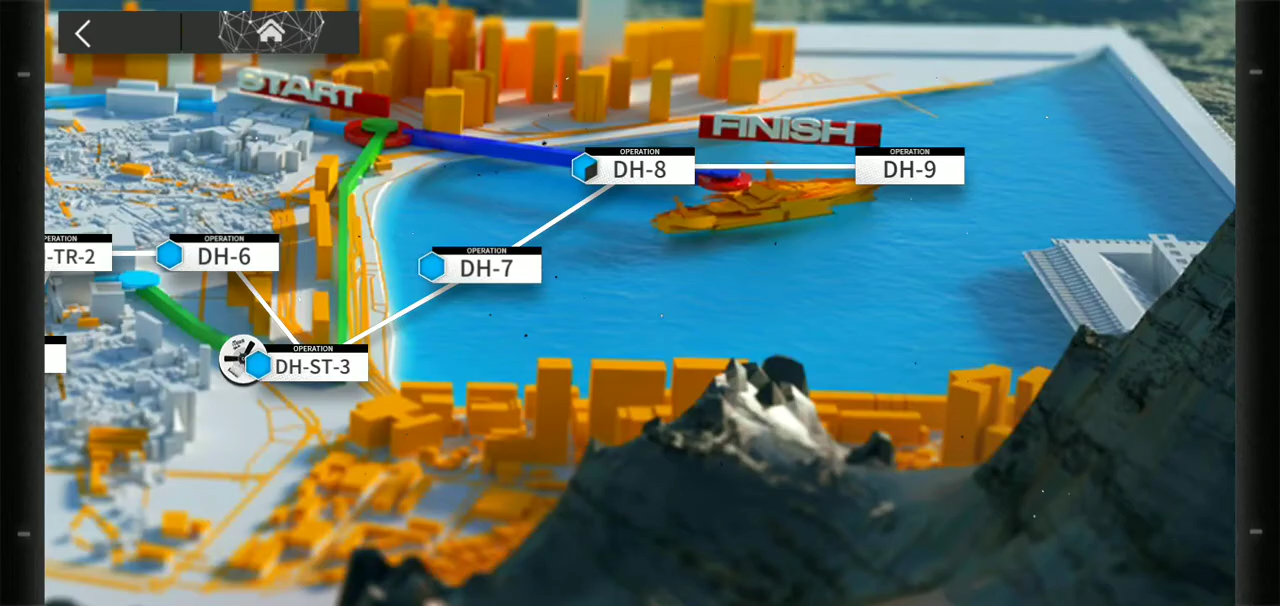 START
FINISH
OPERATION
DH-8
OPERATION
DH-9
PERATION
-TR-2
OPERATION
DH-6
OPERATION
DH-7
OPERATION
DH-ST-3